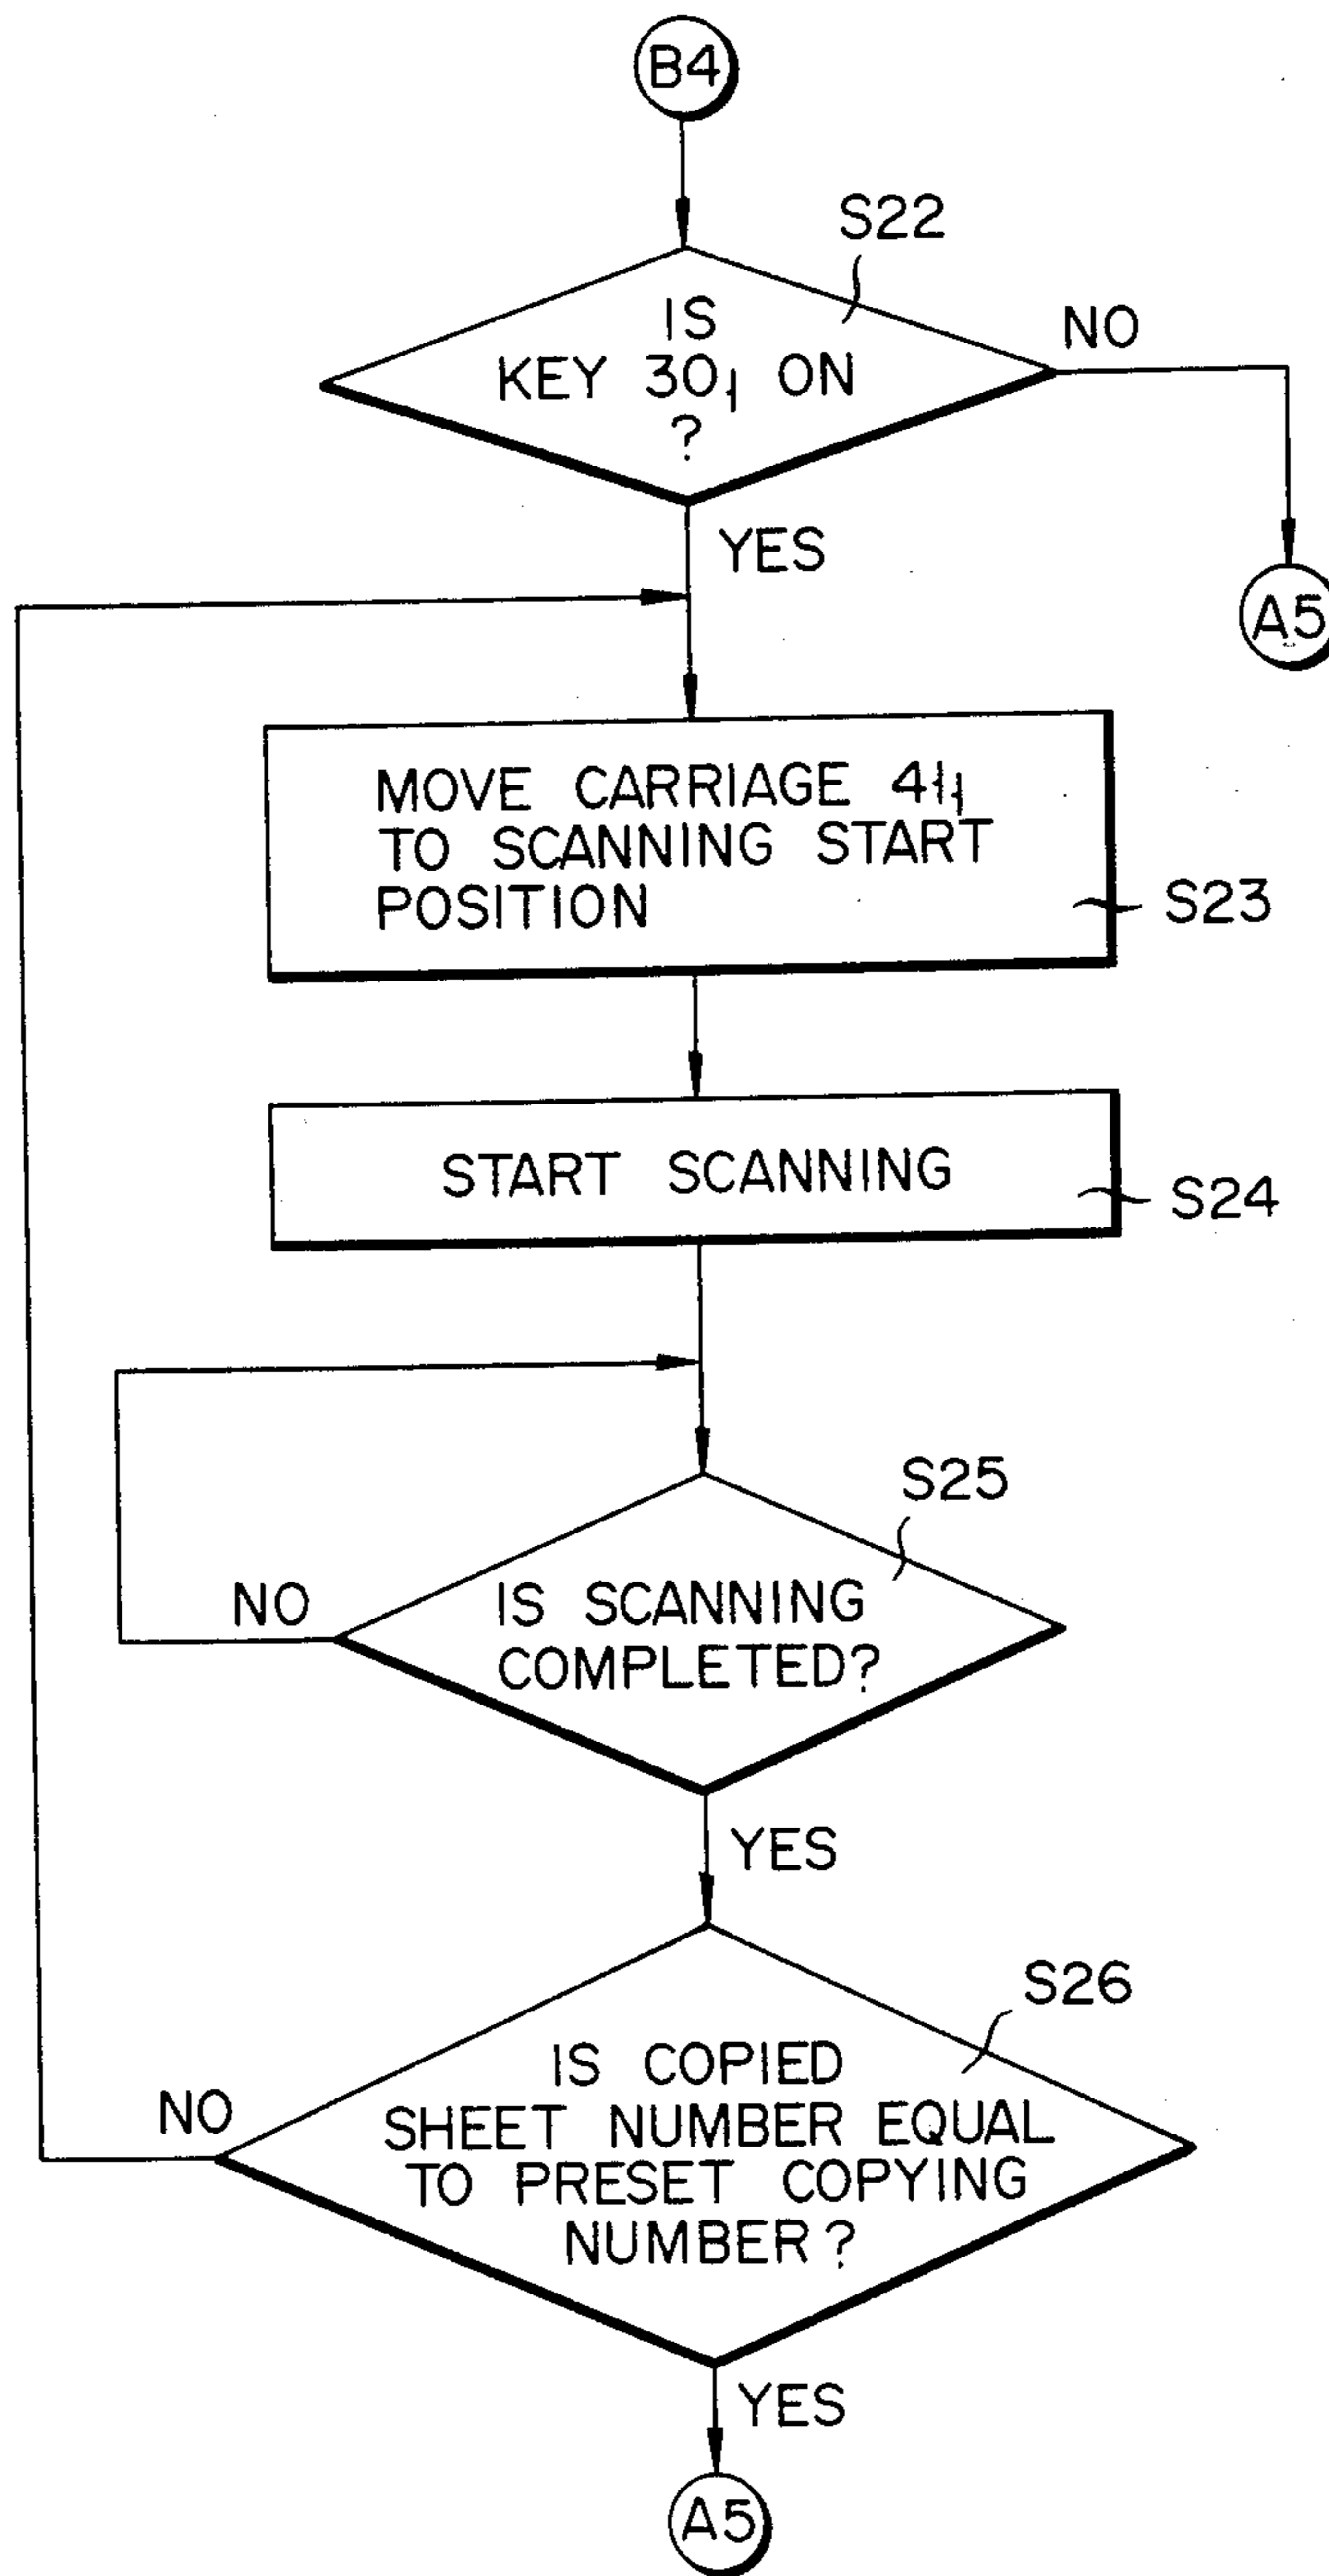 B4
S22
IS
KEY 30₁ ON
?
NO
YES
A5
MOVE CARRIAGE 41₁
TO SCANNING START
POSITION
S23
START SCANNING
S24
S25
NO
IS SCANNING
COMPLETED?
YES
S26
NO
IS COPIED
SHEET NUMBER EQUAL
TO PRESET COPYING
NUMBER?
YES
A5